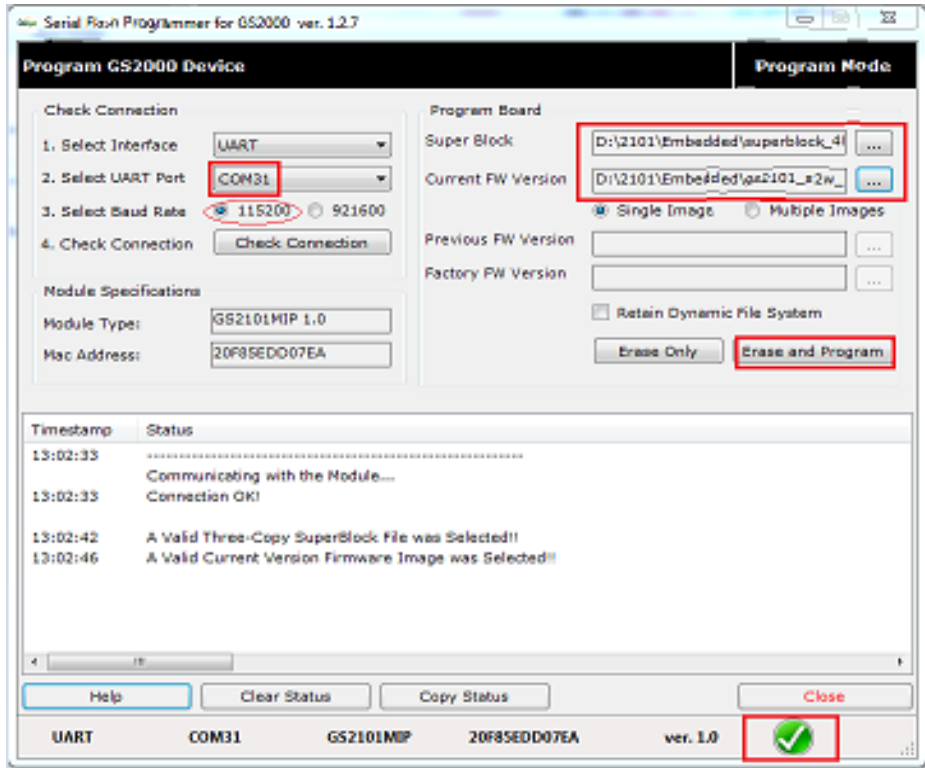 Serial Flash Programmer for GS2000 ver. 1.2.7
Program GS2000 Device
Program Mode
Check Connection
1. Select Interface
UART
2. Select UART Port
COM31
3. Select Baud Rate
115200
921600
4. Check Connection
Check Connection
Module Specifications
Module Type:
GS2101MIP 1.0
Mac Address:
20F85EDD07EA
Program Board
Super Block
D:\2101\Embedded\superblock_4
...
Current FW Version
D:\2101\Embedded\gs2101_s2w_
...
Single Image
Multiple Images
Previous FW Version
...
Factory FW Version
...
Retain Dynamic File System
Erase Only
Erase and Program
Timestamp Status
13:02:33 ------------------------------------------------------------
Communicating with the Module....
13:02:33 Connection OK!
13:02:42 A Valid Three-Copy SuperBlock File was Selected!!
13:02:46 A Valid Current Version Firmware Image was Selected!!
Help
Clear Status
Copy Status
Close
UART COM31 GS2101MIP 20F85EDD07EA ver. 1.0